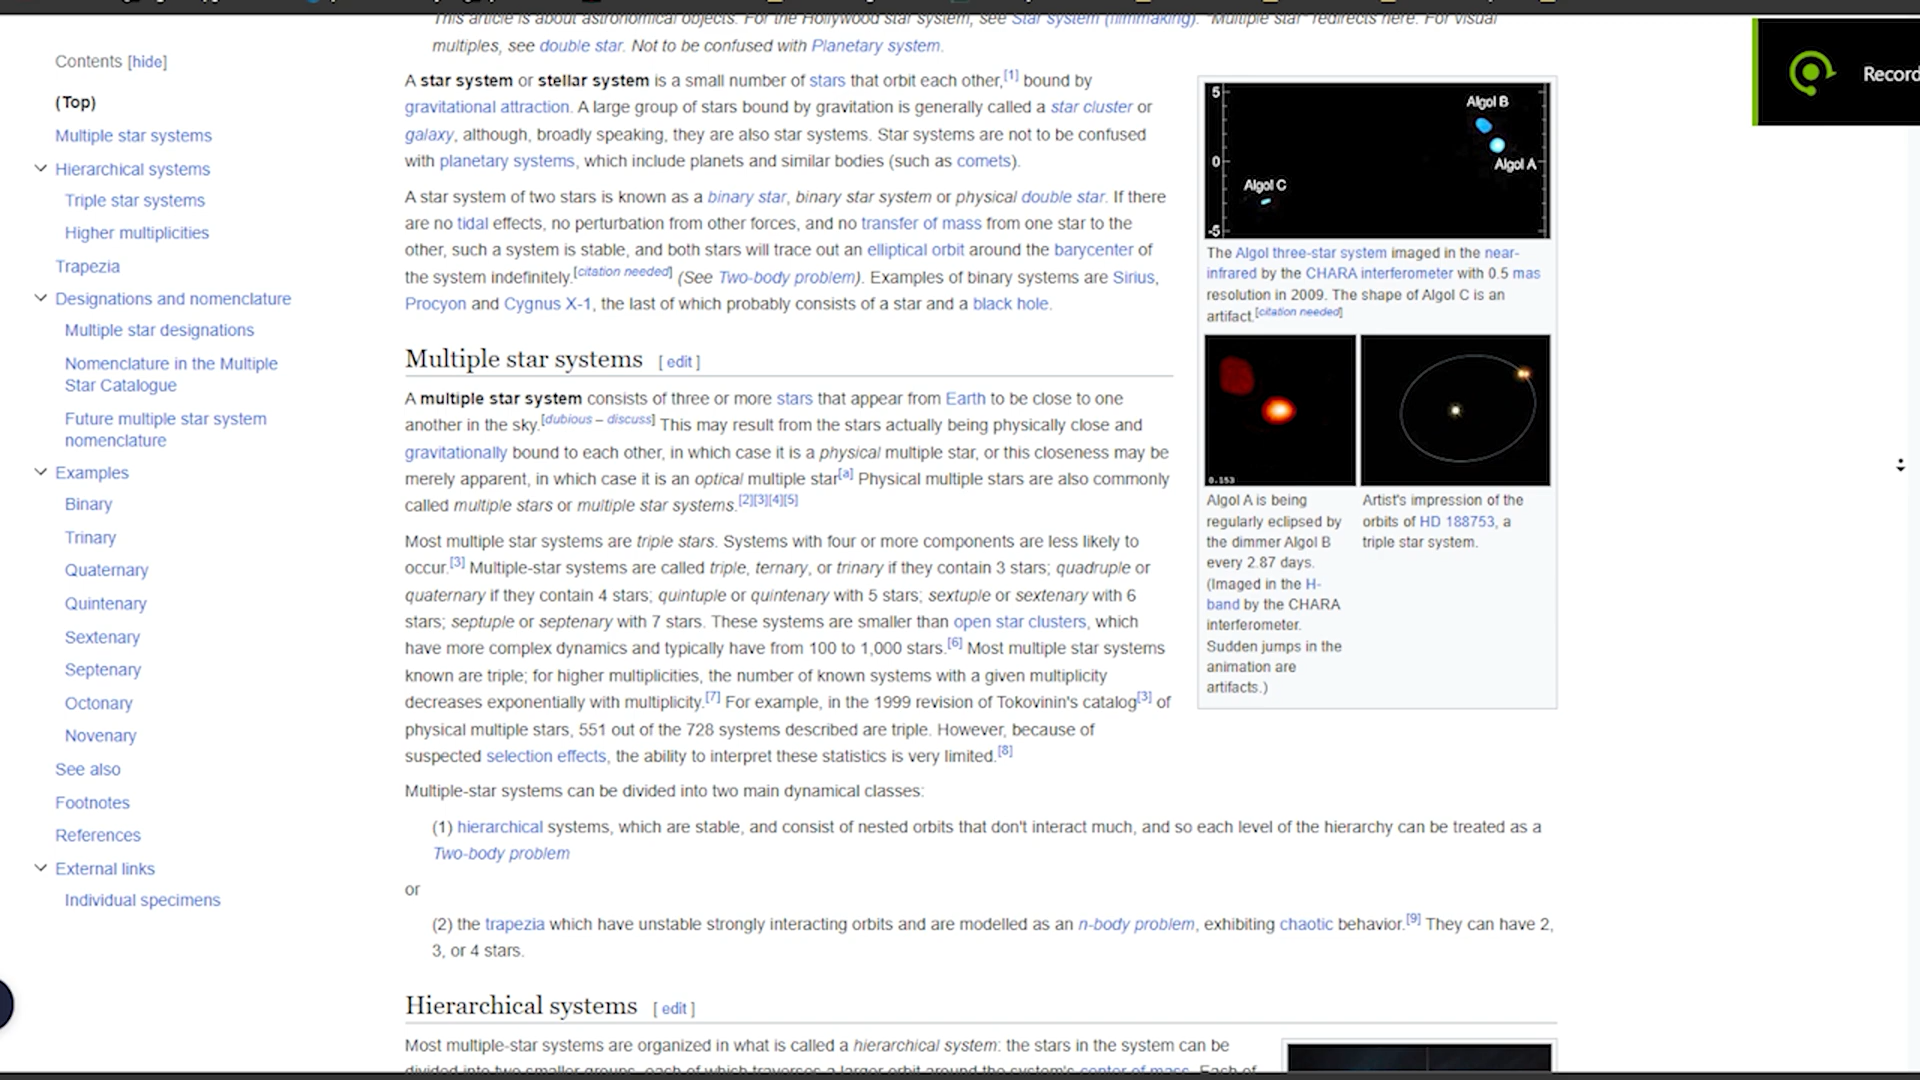 This article is about astronomical objects. For the Hollywood star system, see Star system (filmmaking). "Multiple star" redirects here. For visual
multiples, see double star. Not to be confused with Planetary system.
Contents [hide]
(Top)
Multiple star systems
Hierarchical systems
Triple star systems
Higher multiplicities
Trapezia
Designations and nomenclature
Multiple star designations
Nomenclature in the Multiple
Star Catalogue
Future multiple star system
nomenclature
Examples
Binary
Trinary
Quaternary
Quintenary
Sextenary
Septenary
Octonary
Novenary
See also
Footnotes
References
External links
Individual specimens
A star system or stellar system is a small number of stars that orbit each other,[1] bound by
gravitational attraction. A large group of stars bound by gravitation is generally called a star cluster or
galaxy, although, broadly speaking, they are also star systems. Star systems are not to be confused
with planetary systems, which include planets and similar bodies (such as comets).
A star system of two stars is known as a binary star, binary star system or physical double star. If there
are no tidal effects, no perturbation from other forces, and no transfer of mass from one star to the
other, such a system is stable, and both stars will trace out an elliptical orbit around the barycenter of
the system indefinitely.[citation needed] (See Two-body problem). Examples of binary systems are Sirius,
Procyon and Cygnus X-1, the last of which probably consists of a star and a black hole.
Multiple star systems [ edit ]
A multiple star system consists of three or more stars that appear from Earth to be close to one
another in the sky.[dubious – discuss] This may result from the stars actually being physically close and
gravitationally bound to each other, in which case it is a physical multiple star, or this closeness may be
merely apparent, in which case it is an optical multiple star[a] Physical multiple stars are also commonly
called multiple stars or multiple star systems.[2][3][4][5]
Most multiple star systems are triple stars. Systems with four or more components are less likely to
occur.[3] Multiple-star systems are called triple, ternary, or trinary if they contain 3 stars; quadruple or
quaternary if they contain 4 stars; quintuple or quintenary with 5 stars; sextuple or sextenary with 6
stars; septuple or septenary with 7 stars. These systems are smaller than open star clusters, which
have more complex dynamics and typically have from 100 to 1,000 stars.[6] Most multiple star systems
known are triple; for higher multiplicities, the number of known systems with a given multiplicity
decreases exponentially with multiplicity.[7] For example, in the 1999 revision of Tokovinin's catalog[3] of
physical multiple stars, 551 out of the 728 systems described are triple. However, because of
suspected selection effects, the ability to interpret these statistics is very limited.[8]
Multiple-star systems can be divided into two main dynamical classes:
(1) hierarchical systems, which are stable, and consist of nested orbits that don't interact much, and so each level of the hierarchy can be treated as a
Two-body problem
or
(2) the trapezia which have unstable strongly interacting orbits and are modelled as an n-body problem, exhibiting chaotic behavior.[9] They can have 2,
3, or 4 stars.
Hierarchical systems [ edit ]
Most multiple-star systems are organized in what is called a hierarchical system: the stars in the system can be
divided into two smaller groups, each of which traverses a larger orbit around the system's center of mass. Each of
5
0
-5
Algol B
Algol A
Algol C
The Algol three-star system imaged in the near-
infrared by the CHARA interferometer with 0.5 mas
resolution in 2009. The shape of Algol C is an
artifact.[citation needed]
0.153
Algol A is being
regularly eclipsed by
the dimmer Algol B
every 2.87 days.
(Imaged in the H-
band by the CHARA
interferometer.
Sudden jumps in the
animation are
artifacts.)
Artist's impression of the
orbits of HD 188753, a
triple star system.
Record